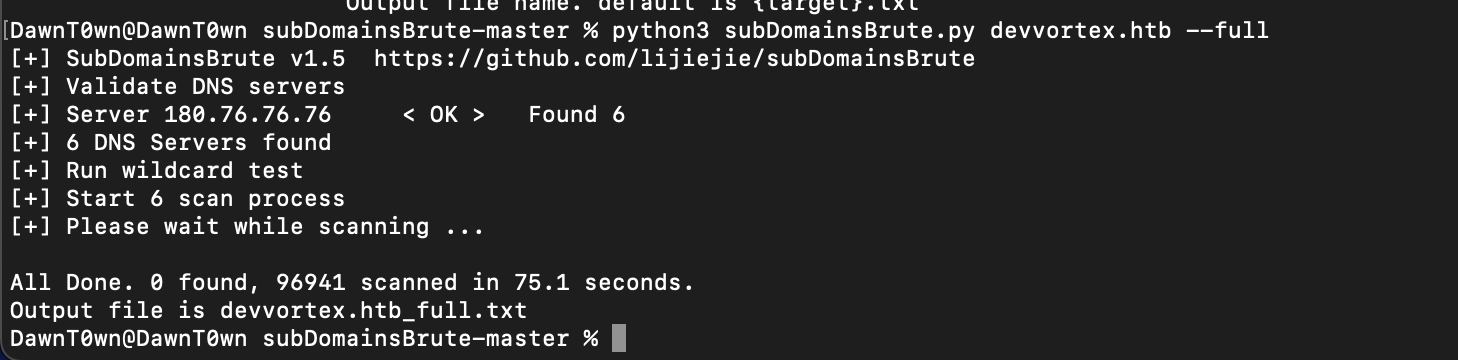 Output file name. default is {target}.txt
[DawnT0wn@DawnT0wn subDomainsBrute-master % python3 subDomainsBrute.py devvortex.htb --full
[+] SubDomainsBrute v1.5  https://github.com/lijiejie/subDomainsBrute
[+] Validate DNS servers
[+] Server 180.76.76.76     < OK >   Found 6
[+] 6 DNS Servers found
[+] Run wildcard test
[+] Start 6 scan process
[+] Please wait while scanning ...
All Done. 0 found, 96941 scanned in 75.1 seconds.
Output file is devvortex.htb_full.txt
DawnT0wn@DawnT0wn subDomainsBrute-master %